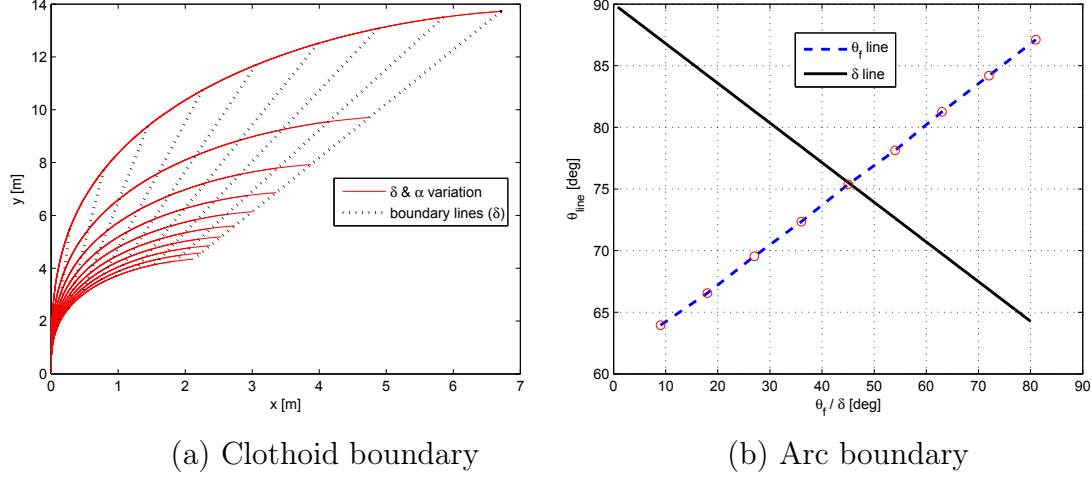 14
12
10
8
6
4
2
0
y [m]
0 1 2 3 4 5 6 7
x [m]
δ & α variation
boundary lines (δ)
(a) Clothoid boundary
90
85
80
75
70
65
60
θline [deg]
0 10 20 30 40 50 60 70 80 90
θf / δ [deg]
θf line
δ line
(b) Arc boundary